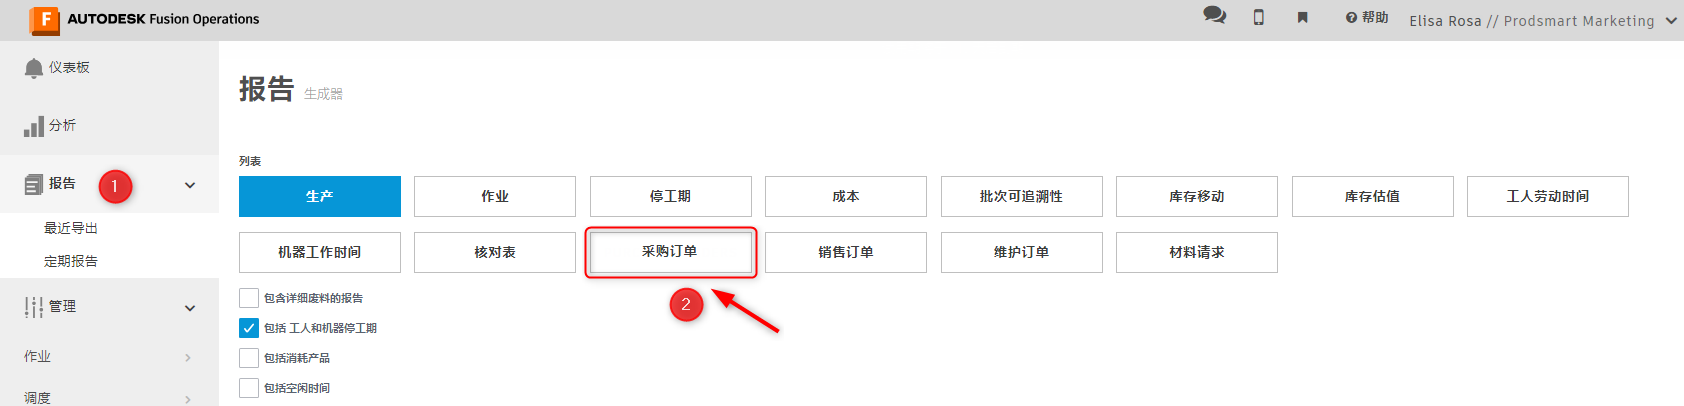 AUTODESK Fusion Operations
帮助
Elisa Rosa // Prodsmart Marketing
仪表板
分析
报告
1
最近导出
定期报告
管理
作业
调度
报告 生成器
列表
生产 作业 停工期 成本 批次可追溯性 库存移动 库存估值 工人劳动时间
机器工作时间 核对表 采购订单 销售订单 维护订单 材料请求
2
包含详细废料的报告
包括 工人和机器停工期
包括消耗产品
包括空闲时间